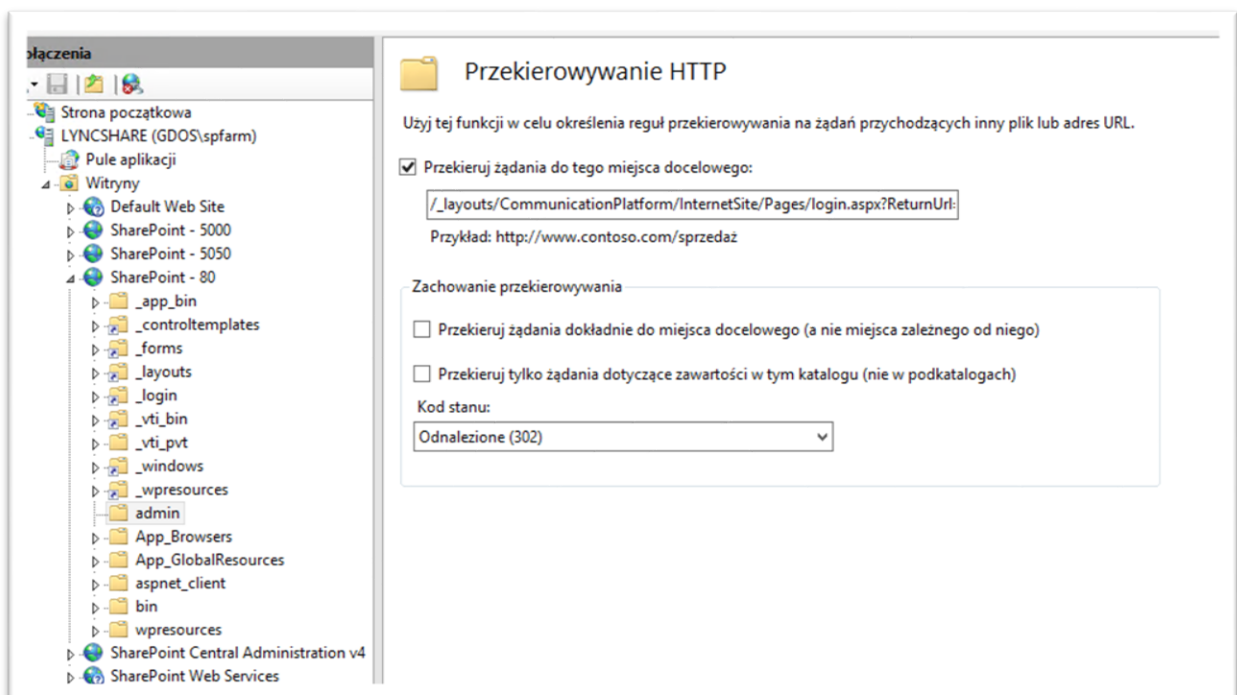 ołączenia
Strona początkowa
LYNCSHARE (GDOS\spfarm)
Pule aplikacji
Witryny
Default Web Site
SharePoint - 5000
SharePoint - 5050
SharePoint - 80
_app_bin
_controltemplates
_forms
_layouts
_login
_vti_bin
_vti_pvt
_windows
_wpresources
admin
App_Browsers
App_GlobalResources
aspnet_client
bin
wpresources
SharePoint Central Administration v4
SharePoint Web Services
Przekierowywanie HTTP
Użyj tej funkcji w celu określenia reguł przekierowywania na żądań przychodzących inny plik lub adres URL.
Przekieruj żądania do tego miejsca docelowego:
/_layouts/CommunicationPlatform/InternetSite/Pages/login.aspx?ReturnUrl=
Przykład: http://www.contoso.com/sprzedaż
Zachowanie przekierowywania
Przekieruj żądania dokładnie do miejsca docelowego (a nie miejsca zależnego od niego)
Przekieruj tylko żądania dotyczące zawartości w tym katalogu (nie w podkatalogach)
Kod stanu:
Odnalezione (302)